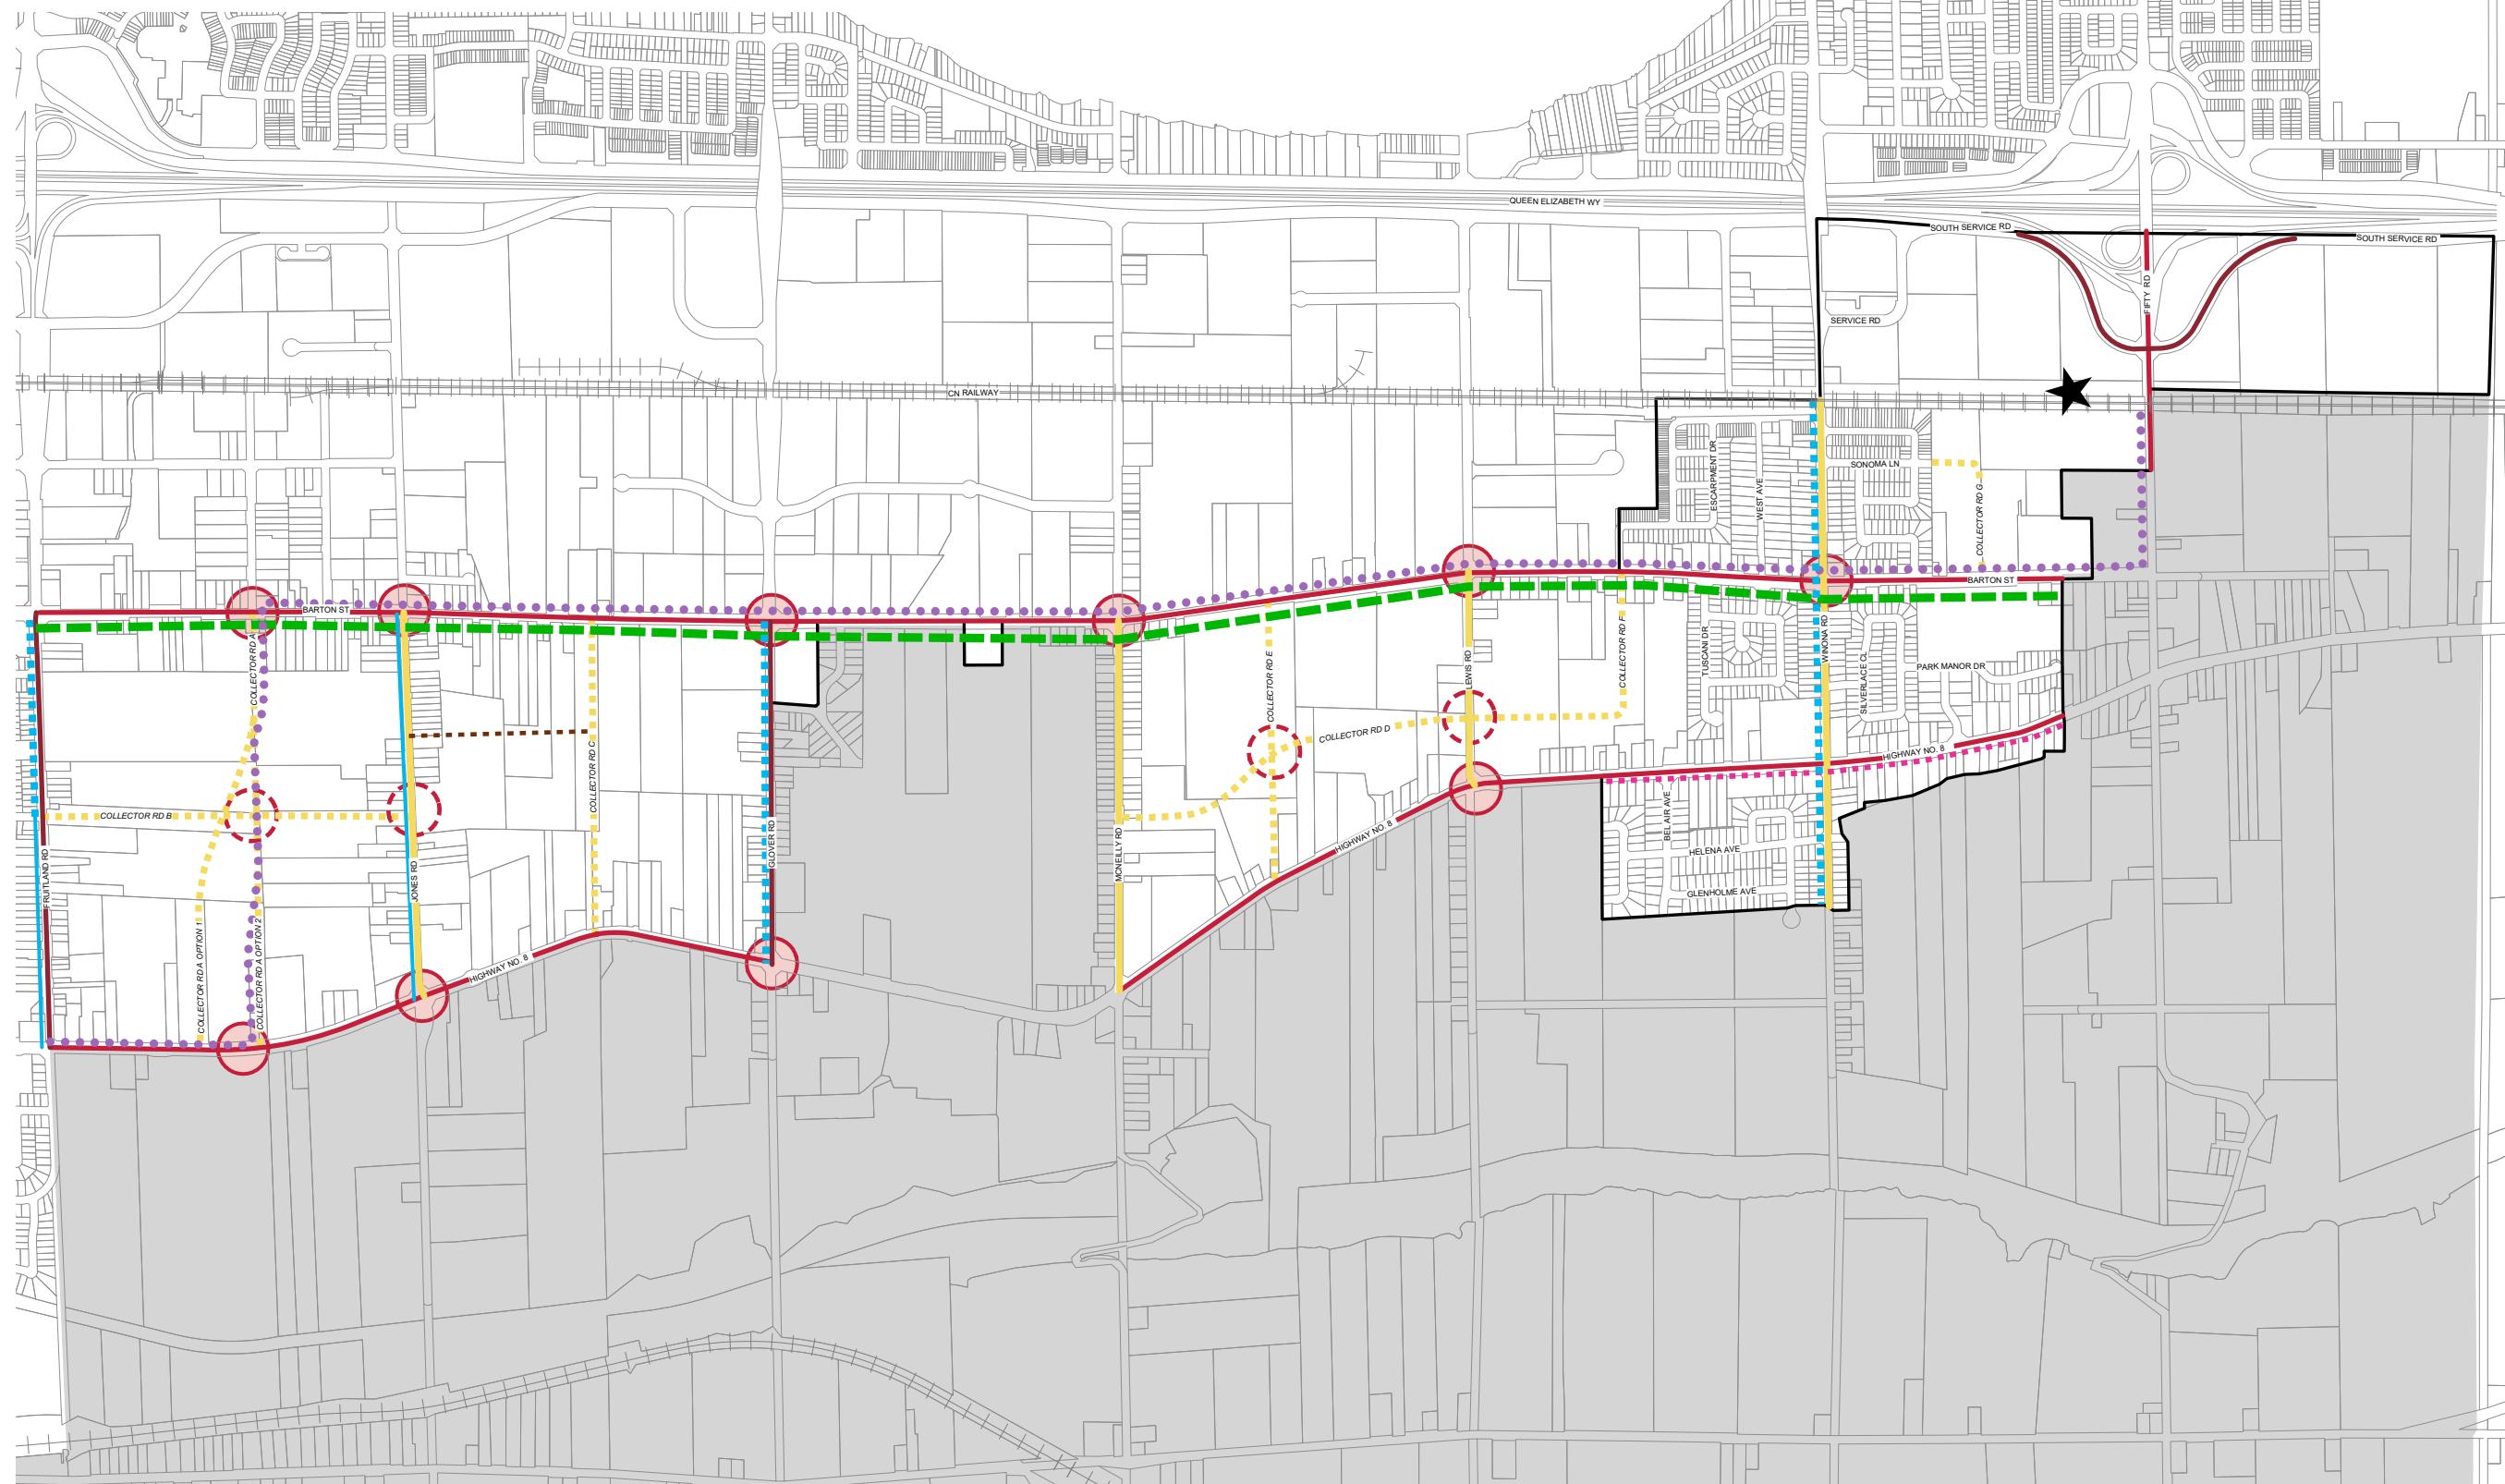 QUEEN ELIZABETH WY
SOUTH SERVICE RD
SOUTH SERVICE RD
FIFTY RD
SERVICE RD
CN RAILWAY
ESCARPMENT DR
WEST AVE
SONOMA LN
COLLECTOR RD G
BARTON ST
BARTON ST
COLLECTOR RD A
COLLECTOR RD E
LEWIS RD
COLLECTOR RD F
TUSCANI DR
WINONA RD
SILVERLACE CL
PARK MANOR DR
COLLECTOR RD D
HIGHWAY NO. 8
COLLECTOR RD C
COLLECTOR RD B
FRUITLAND RD
JONES RD
GLOVER RD
MCNEILLY RD
HIGHWAY NO. 8
BEL AIR AVE
HELENA AVE
GLENHOLME AVE
COLLECTOR RD A OPTION 1
COLLECTOR RD A OPTION 2
HIGHWAY NO. 8